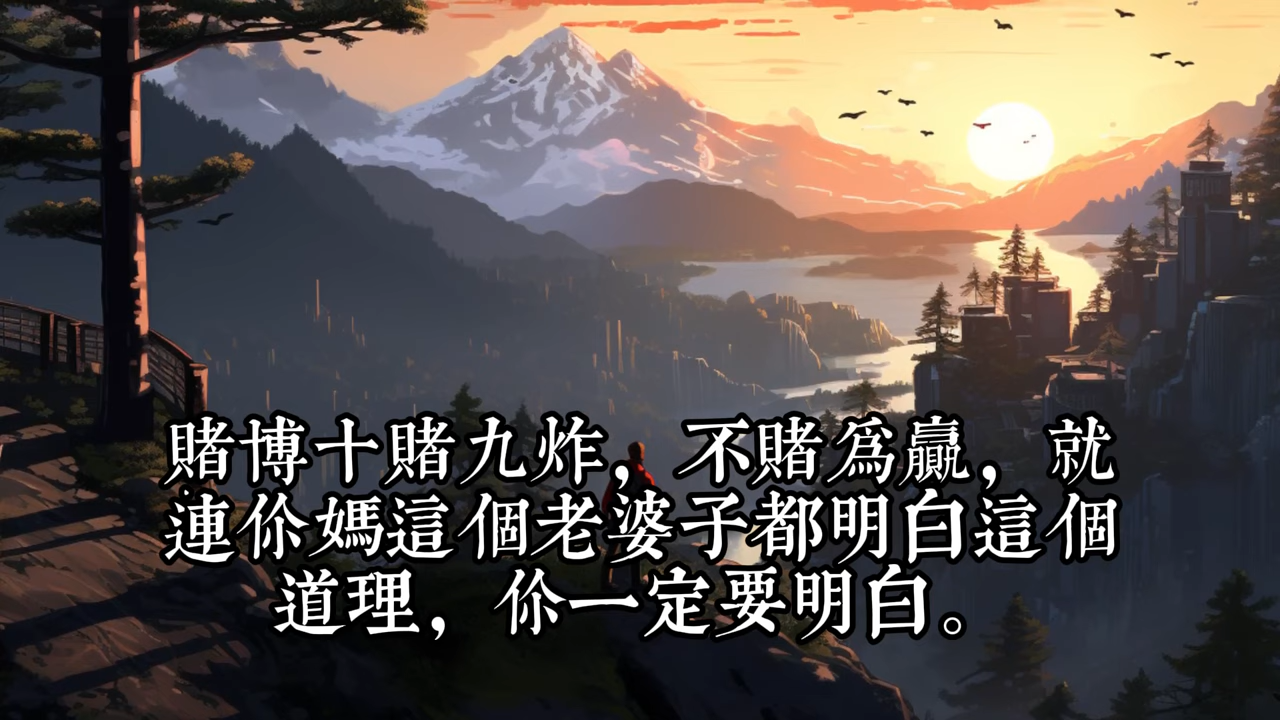 賭博十賭九炸，不賭爲贏，就
連伱媽這個老婆子都明白這個
道理，伱一定要明白。